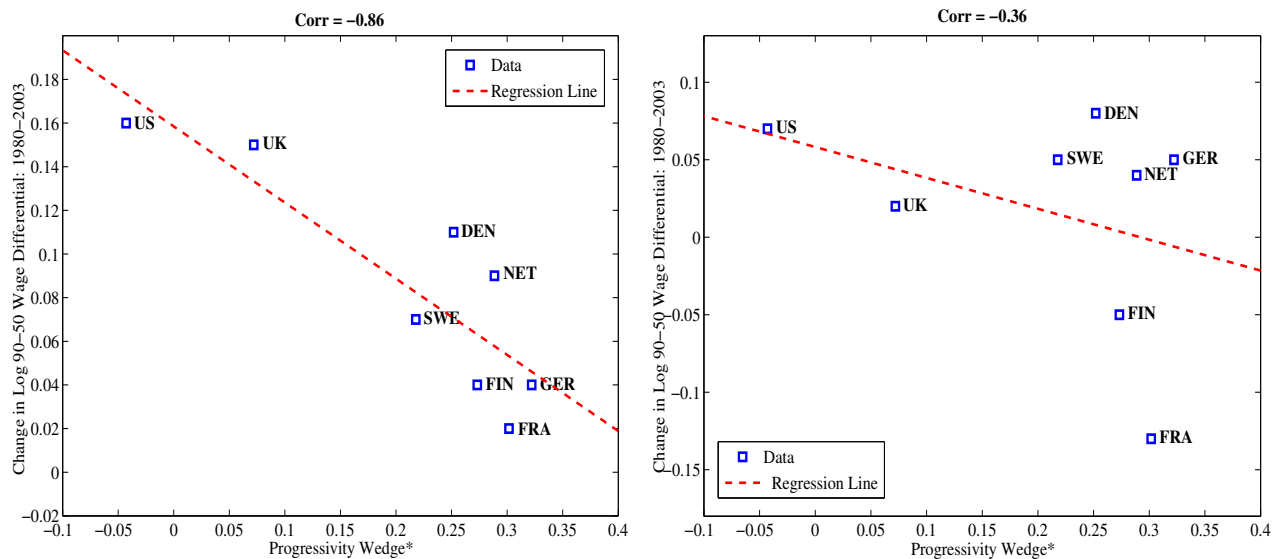 Corr = −0.86
Change in Log 90−50 Wage Differential: 1980−2003
0.18
0.16
0.14
0.12
0.1
0.08
0.06
0.04
0.02
0
−0.02
Data
Regression Line
US
UK
DEN
NET
SWE
FIN
GER
FRA
−0.1
−0.05
0
0.05
0.1
0.15
0.2
0.25
0.3
0.35
0.4
Progressivity Wedge*
Corr = −0.36
Change in Log 90−50 Wage Differential: 1980−2003
0.1
0.05
0
−0.05
−0.1
−0.15
DEN
US
SWE
GER
NET
UK
FIN
FRA
Data
Regression Line
−0.1
−0.05
0
0.05
0.1
0.15
0.2
0.25
0.3
0.35
0.4
Progressivity Wedge*